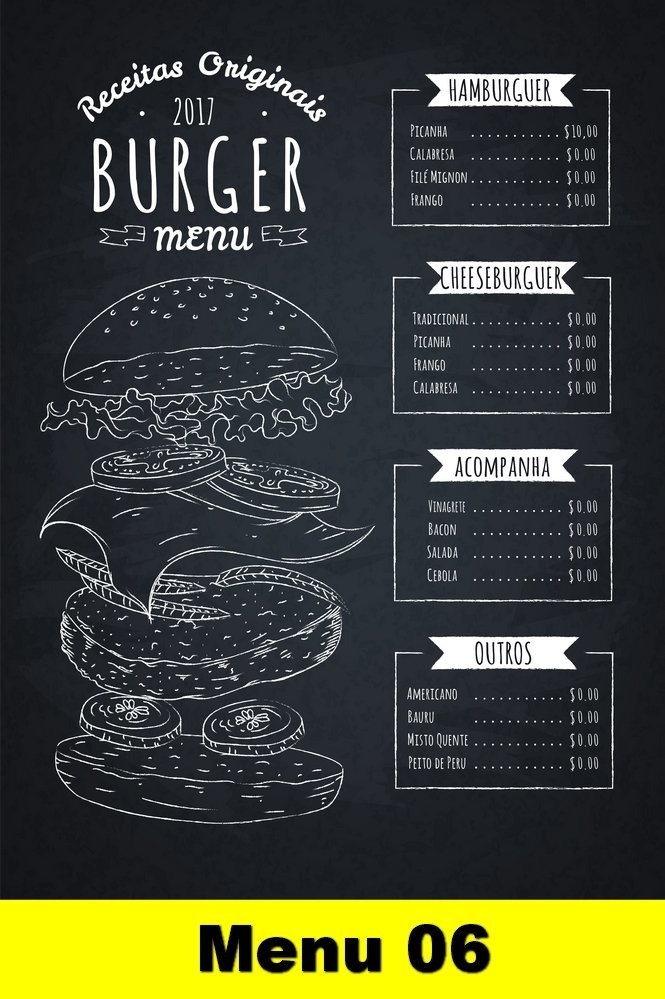 Receitas Originais
2017
BURGER
MENU
HAMBURGUER
PICANHA ........... $10,00
CALABRESA ........... $0.00
FILÉ MIGNON ........... $0.00
FRANGO ........... $0.00
CHEESEBURGUER
TRADICIONAL ........... $0.00
PICANHA ........... $0.00
FRANGO ........... $0.00
CALABRESA ........... $0.00
ACOMPANHA
VINAGRETE ........... $0.00
BACON ........... $0.00
SALADA ........... $0.00
CEBOLA ........... $0.00
OUTROS
AMERICANO ........... $0.00
BAURU ........... $0.00
MISTO QUENTE ........... $0.00
PEITO DE PERU ........... $0.00
Menu 06